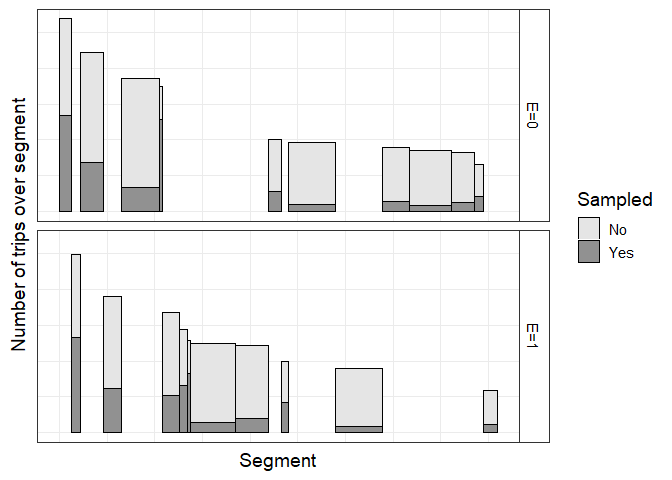 Number of trips over segment
E=0
E=1
Segment
Sampled
No
Yes